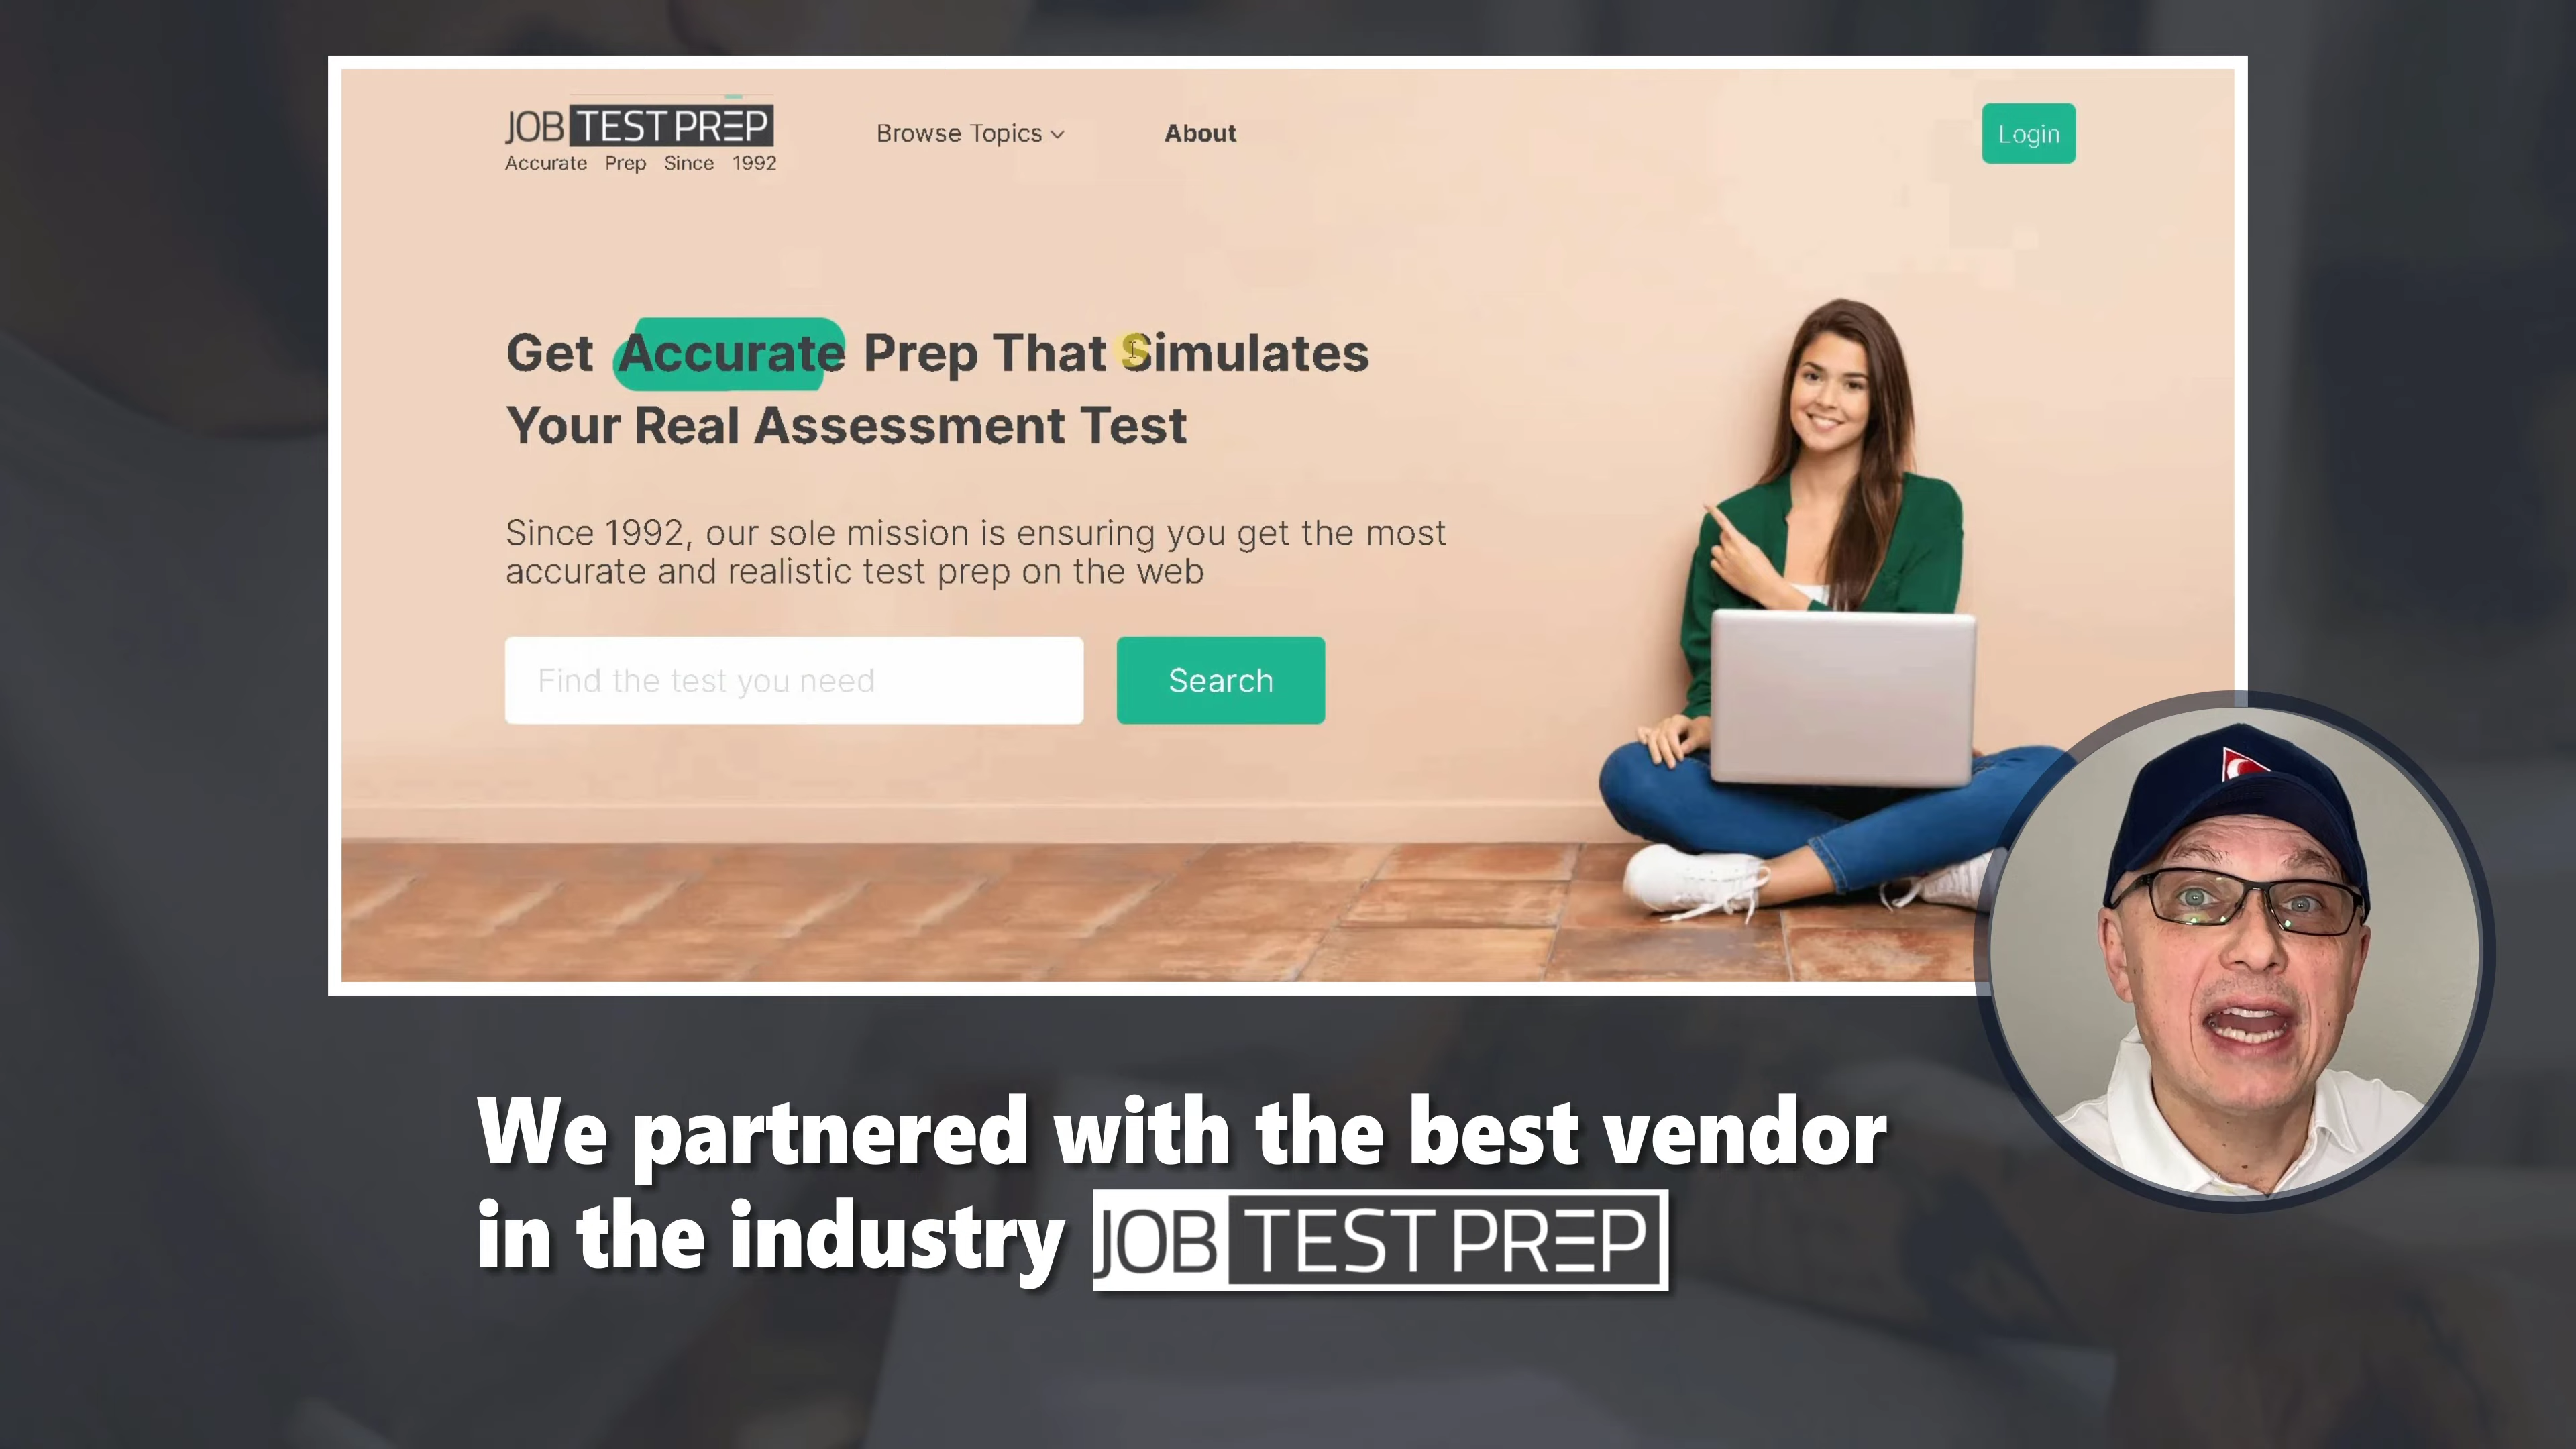 JOB TEST PREP
Accurate Prep Since 1992
Browse Topics
About
Login
Get Accurate Prep That Simulates
Your Real Assessment Test
Since 1992, our sole mission is ensuring you get the most
accurate and realistic test prep on the web
Find the test you need
Search
We partnered with the best vendor
in the industry JOB TEST PREP